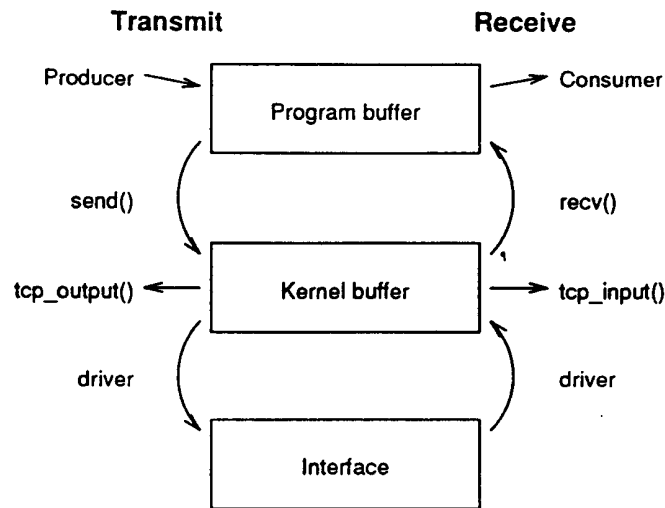 Transmit
Receive
Producer
Program buffer
Consumer
send()
recv()
tcp_output()
Kernel buffer
tcp_input()
driver
driver
Interface